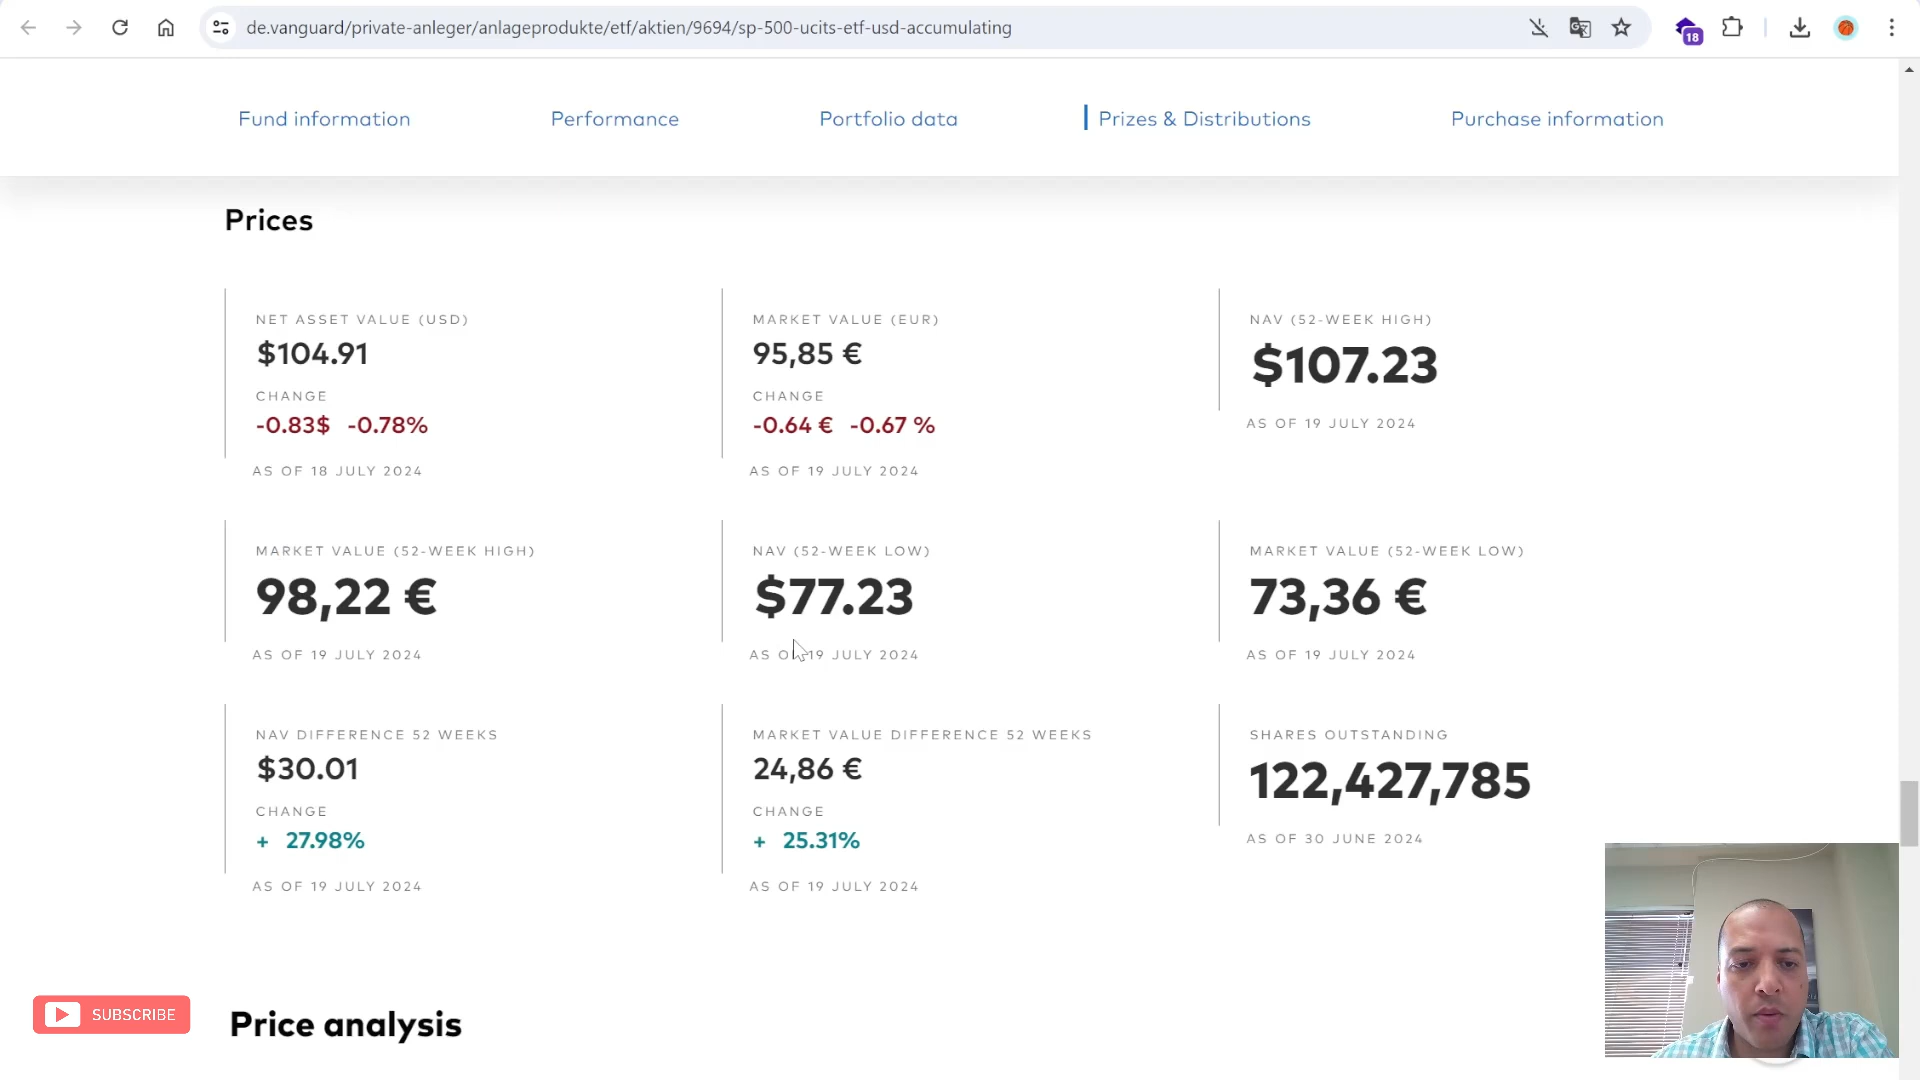 de.vanguard/private-anleger/anlageprodukte/etf/aktien/9694/sp-500-ucits-etf-usd-accumulating
18
Fund information
Performance
Portfolio data
Prizes & Distributions
Purchase information
Prices
NET ASSET VALUE (USD)
$104.91
CHANGE
-0.83$ -0.78%
AS OF 18 JULY 2024
MARKET VALUE (EUR)
95,85 €
CHANGE
-0.64 € -0.67 %
AS OF 19 JULY 2024
NAV (52-WEEK HIGH)
$107.23
AS OF 19 JULY 2024
MARKET VALUE (52-WEEK HIGH)
98,22 €
AS OF 19 JULY 2024
NAV (52-WEEK LOW)
$77.23
AS OF 19 JULY 2024
MARKET VALUE (52-WEEK LOW)
73,36 €
AS OF 19 JULY 2024
NAV DIFFERENCE 52 WEEKS
$30.01
CHANGE
+ 27.98%
AS OF 19 JULY 2024
MARKET VALUE DIFFERENCE 52 WEEKS
24,86 €
CHANGE
+ 25.31%
AS OF 19 JULY 2024
SHARES OUTSTANDING
122,427,785
AS OF 30 JUNE 2024
SUBSCRIBE
Price analysis